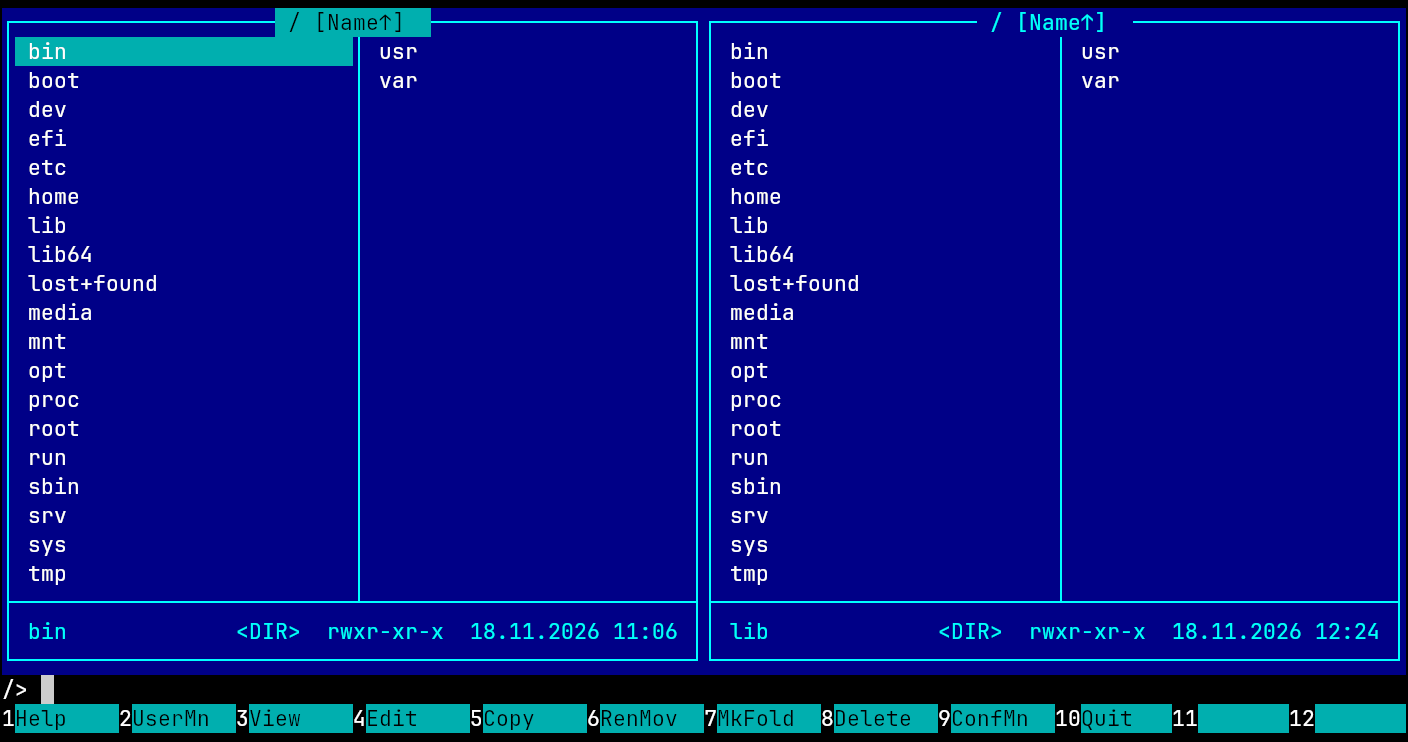 / [Name↑] / [Name↑]
bin usr bin usr
boot var boot var
dev dev
efi efi
etc etc
home home
lib lib
lib64 lib64
lost+found lost+found
media media
mnt mnt
opt opt
proc proc
root root
run run
sbin sbin
srv srv
sys sys
tmp tmp
bin <DIR> rwxr-xr-x 18.11.2026 11:06 lib <DIR> rwxr-xr-x 18.11.2026 12:24
/>
1Help 2UserMn 3View 4Edit 5Copy 6RenMov 7MkFold 8Delete 9ConfMn 10Quit 11 12